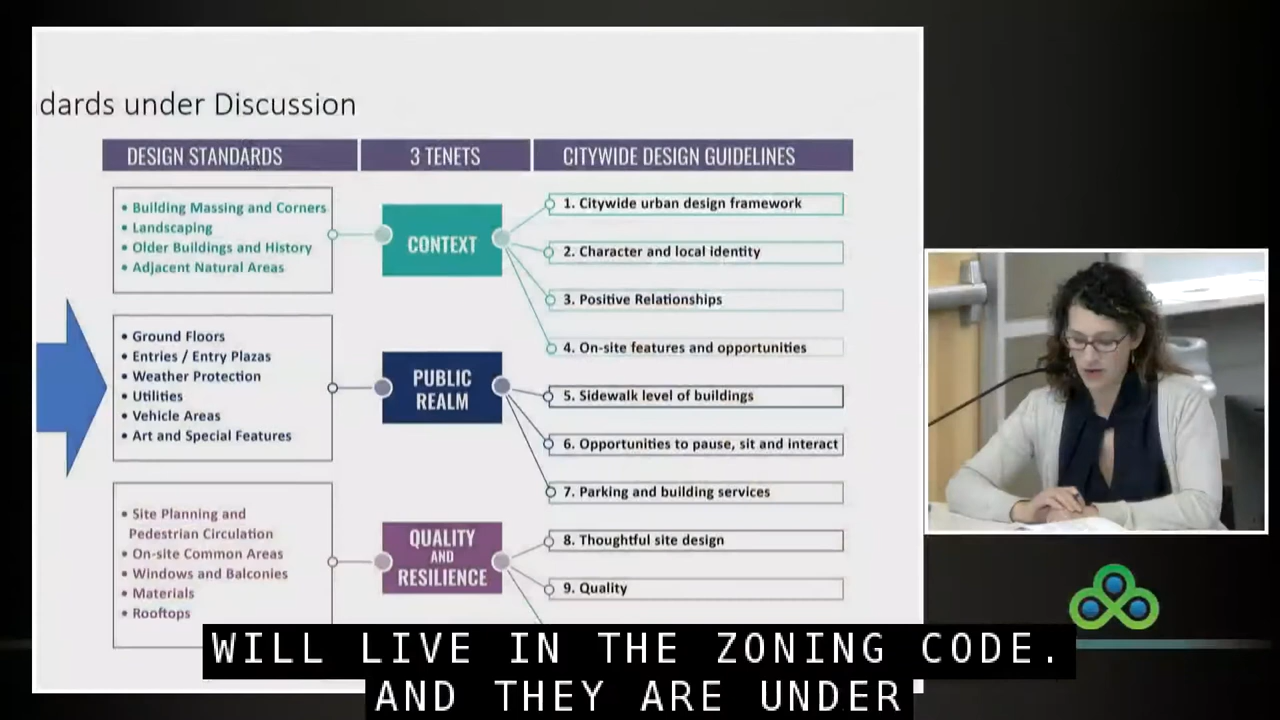 dards under Discussion
DESIGN STANDARDS
3 TENETS
CITYWIDE DESIGN GUIDELINES
• Building Massing and Corners
• Landscaping
• Older Buildings and History
• Adjacent Natural Areas
CONTEXT
1. Citywide urban design framework
2. Character and local identity
3. Positive Relationships
4. On-site features and opportunities
• Ground Floors
• Entries / Entry Plazas
• Weather Protection
• Utilities
• Vehicle Areas
• Art and Special Features
PUBLIC
REALM
5. Sidewalk level of buildings
6. Opportunities to pause, sit and interact
7. Parking and building services
• Site Planning and
Pedestrian Circulation
• On-site Common Areas
• Windows and Balconies
• Materials
• Rooftops
QUALITY
AND
RESILIENCE
8. Thoughtful site design
9. Quality
WILL LIVE IN THE ZONING CODE.
AND THEY ARE UNDER